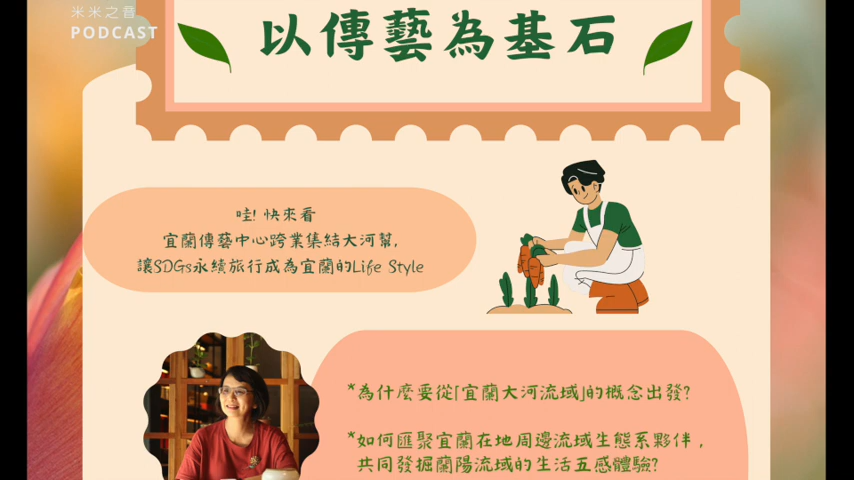 米米之音
PODCAST
以傳藝為基石
哇! 快來看
宜蘭傳藝中心跨業集結大河幫,
讓SDGs永續旅行成為宜蘭的Life Style
*為什麼要從「宜蘭大河流域」的概念出發?
*如何匯聚宜蘭在地周邊流域生態系夥伴，
共同發掘蘭陽流域的生活五感體驗?